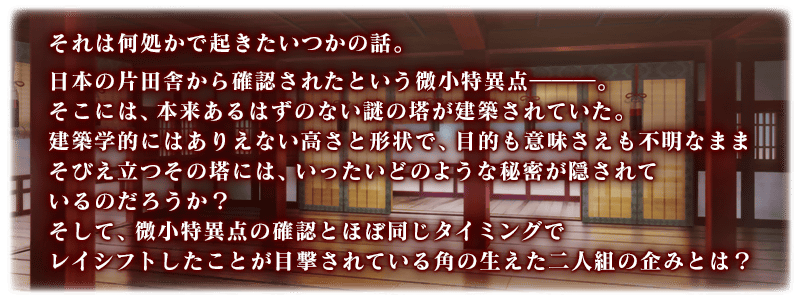 それは何処かで起きたいつかの話。
日本の片田舎から確認されたという微小特異点―――。
そこには、本来あるはずのない謎の塔が建築されていた。
建築学的にはありえない高さと形状で、目的も意味さえも不明なまま
そびえ立つその塔には、いったいどのような秘密が隠されて
いるのだろうか？
そして、微小特異点の確認とほぼ同じタイミングで
レイシフトしたことが目撃されている角の生えた二人組の企みとは？